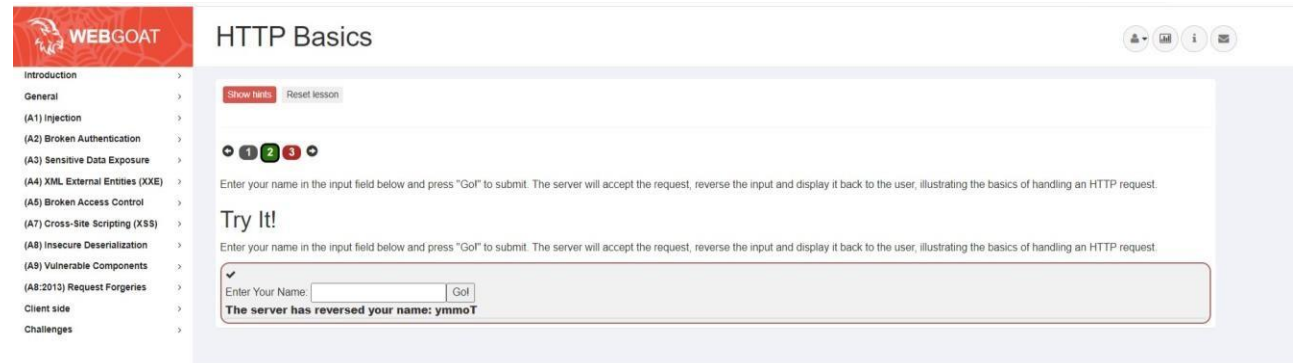 WEBGOAT
HTTP Basics
Introduction
General
(A1) Injection
(A2) Broken Authentication
(A3) Sensitive Data Exposure
(A4) XML External Entities (XXE)
(A5) Broken Access Control
(A7) Cross-Site Scripting (XSS)
(A8) Insecure Deserialization
(A9) Vulnerable Components
(A8:2013) Request Forgeries
Client side
Challenges
Show hints Reset lesson
1 2 3
Enter your name in the input field below and press "Go!" to submit. The server will accept the request, reverse the input and display it back to the user, illustrating the basics of handling an HTTP request.
Try It!
Enter your name in the input field below and press "Go!" to submit. The server will accept the request, reverse the input and display it back to the user, illustrating the basics of handling an HTTP request.
Enter Your Name: Go!
The server has reversed your name: ymmoT